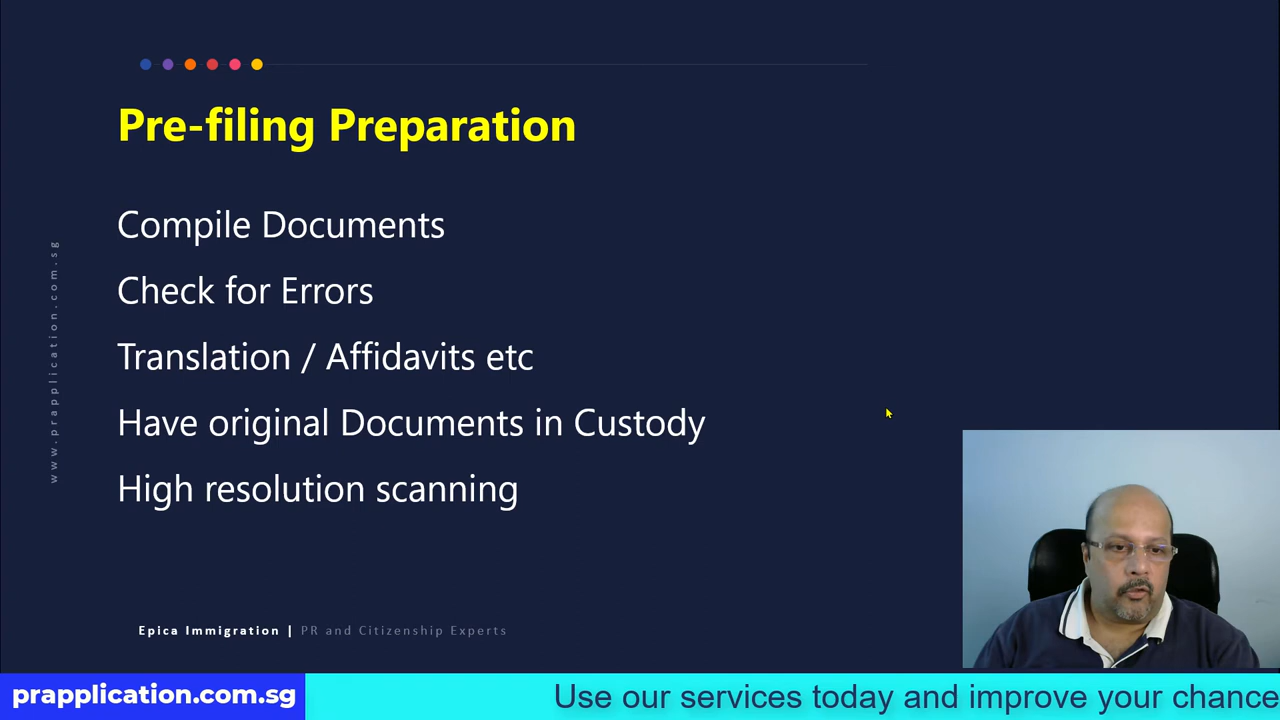 Pre-filing Preparation
Compile Documents
Check for Errors
Translation / Affidavits etc
Have original Documents in Custody
High resolution scanning
www.prapplication.com.sg
Epica Immigration | PR and Citizenship Experts
prapplication.com.sg
Use our services today and improve your chance